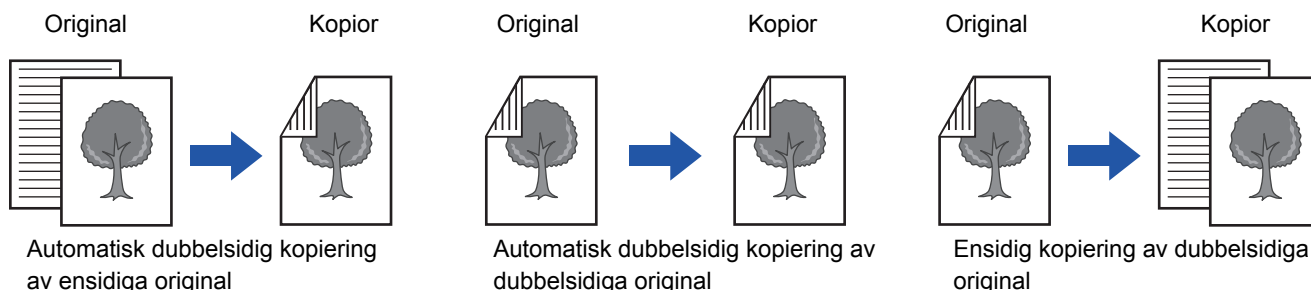 Original
Kopior
Automatisk dubbelsidig kopiering
av ensidiga original
Original
Kopior
Automatisk dubbelsidig kopiering av
dubbelsidiga original
Original
Kopior
Ensidig kopiering av dubbelsidiga
original